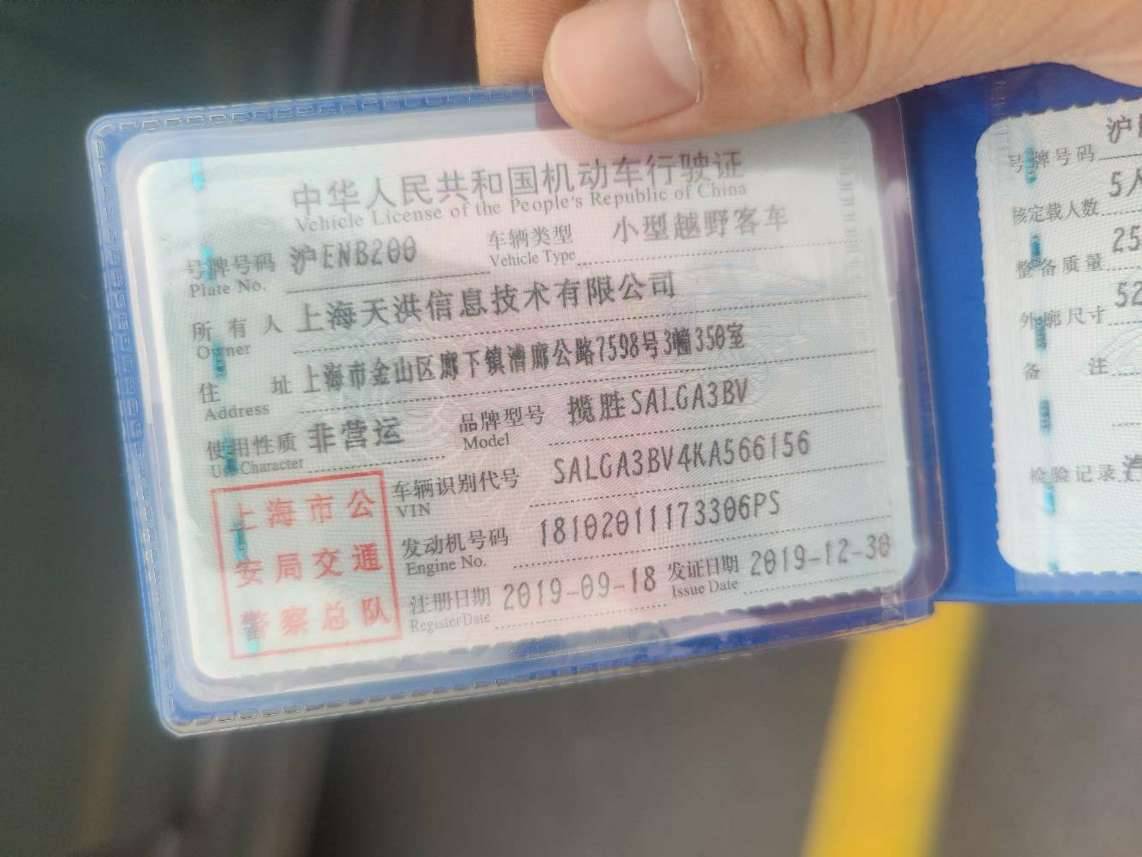 中华人民共和国机动车行驶证
Vehicle License of the People's Republic of China
号牌号码 沪ENB200 车辆类型 小型越野客车
Plate No. Vehicle Type
所有人 上海天洪信息技术有限公司
Owner
住址 上海市金山区廊下镇漕廊公路7598号3幢350室
Address
使用性质 非营运 品牌型号 揽胜SALGA3BV
Use Character Model
车辆识别代号 SALGA3BV4KA566156
VIN
发动机号码 18102011173306PS
Engine No.
注册日期 2019-09-18 发证日期 2019-12-30
Register Date Issue Date
上海市公
安局交通
警察总队
号牌号码 沪
核定载人数 5人
整备质量 25
外廓尺寸 52
备注
检验记录